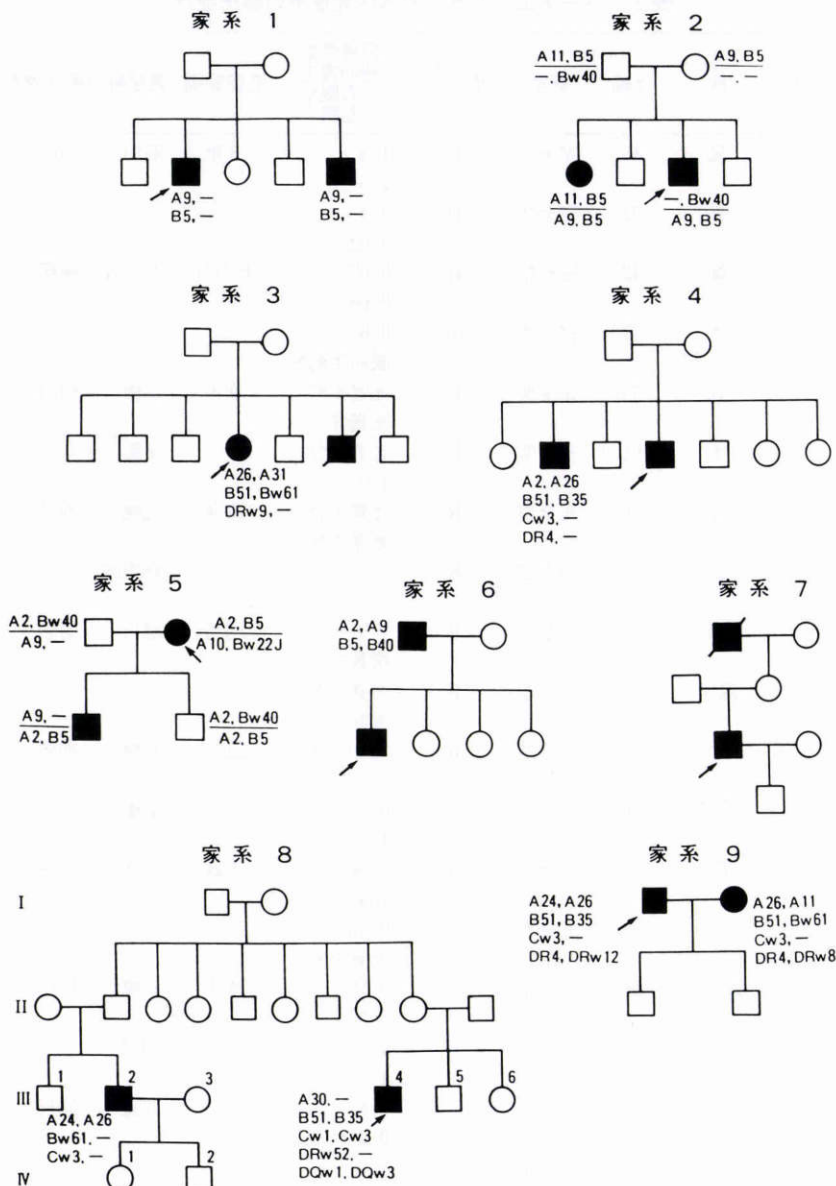 家系 1
A9, −
B5, −
A9, −
B5, −
家系 2
A11, B5
−, Bw40
A9, B5
−, −
A11, B5
A9, B5
−, Bw40
A9, B5
家系 3
A26, A31
B51, Bw61
DRw9, −
家系 4
A2, A26
B51, B35
Cw3, −
DR4, −
家系 5
A2, Bw40
A9, −
A2, B5
A10, Bw22J
A9, −
A2, B5
A2, Bw40
A2, B5
家系 6
A2, A9
B5, B40
家系 7
家系 8
I
II
III
1
2
3
4
5
6
A24, A26
Bw61, −
Cw3, −
A30, −
B51, B35
Cw1, Cw3
DRw52, −
DQw1, DQw3
IV
1
2
家系 9
A24, A26
B51, B35
Cw3, −
DR4, DRw12
A26, A11
B51, Bw61
Cw3, −
DR4, DRw8